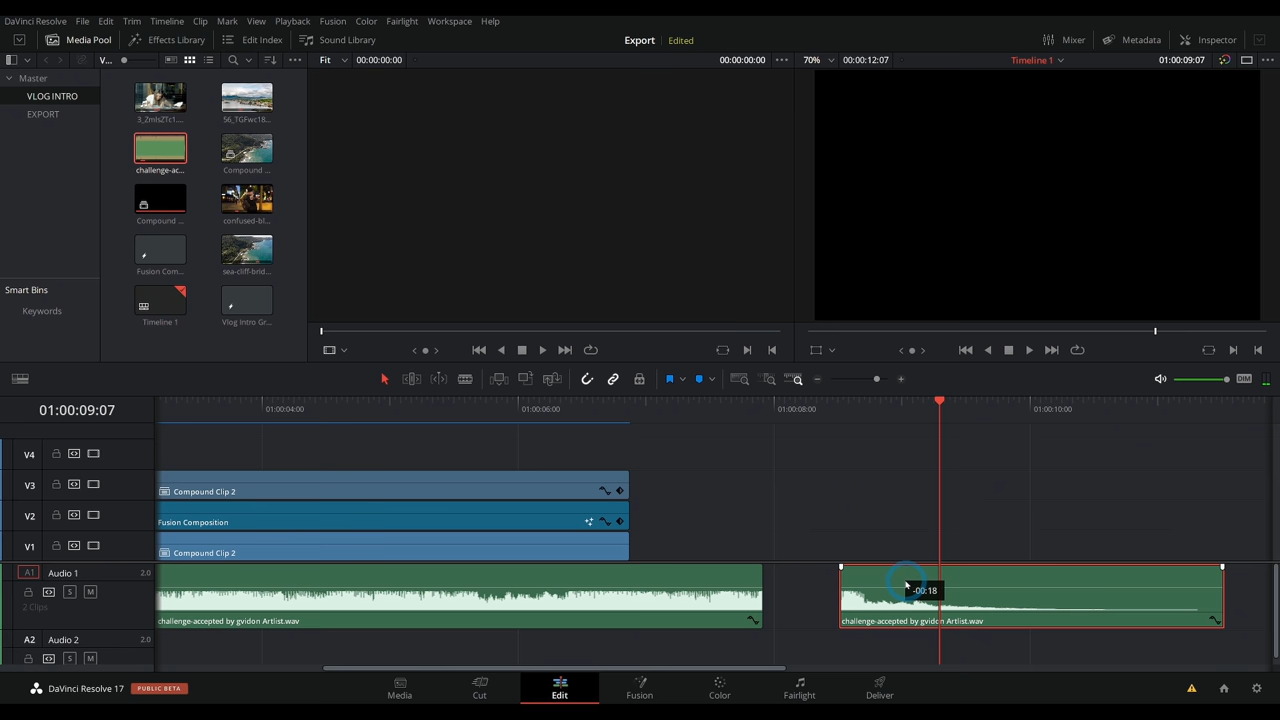 DaVinci Resolve File Edit Trim Timeline Clip Mark View Playback Fusion Color Fairlight Workspace Help
Media Pool Effects Library Edit Index Sound Library Export Edited Mixer Metadata Inspector
V... Fit 00:00:00:00 00:00:00:00 70% 00:00:12:07 Timeline 1 01:00:09:07
Master
VLOG INTRO
EXPORT
3_ZmlsZTc1.... 56_TGFwc18...
challenge-ac... Compound ...
Compound ... confused-bl...
Fusion Com... sea-cliff-brid...
Timeline 1 Vlog Intro Gr...
Smart Bins
Keywords
DIM
01:00:09:07 01:00:04:00 01:00:06:00 01:00:08:00 01:00:10:00
V4
V3 Compound Clip 2
V2 Fusion Composition
V1 Compound Clip 2
A1 Audio 1 2.0
S M
2 Clips
-00:18
challenge-accepted by gvidon Artlist.wav challenge-accepted by gvidon Artlist.wav
A2 Audio 2 2.0
S M
DaVinci Resolve 17 PUBLIC BETA Media Cut Edit Fusion Color Fairlight Deliver